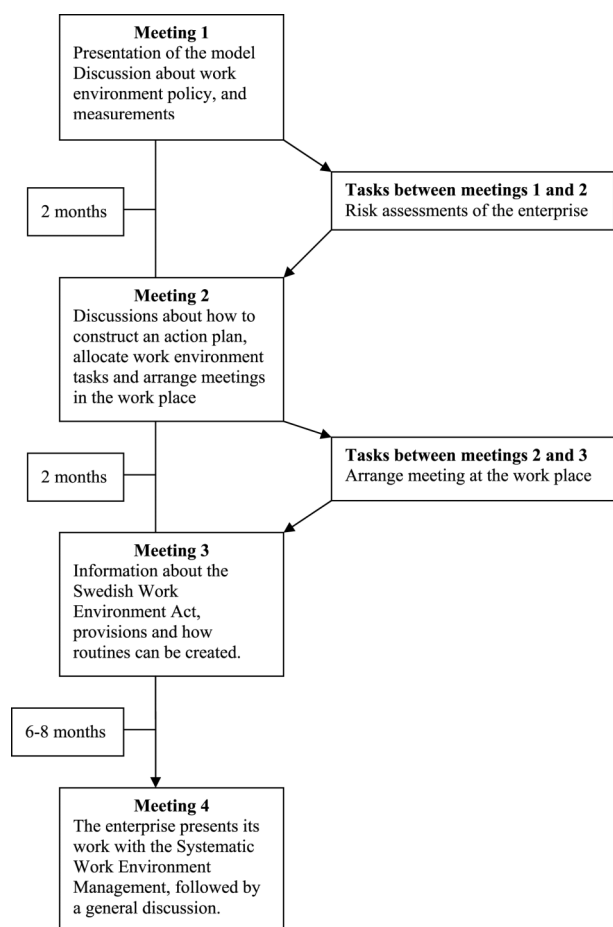 Meeting 1
Presentation of the model
Discussion about work
environment policy, and
measurements
Tasks between meetings 1 and 2
Risk assessments of the enterprise
2 months
Meeting 2
Discussions about how to
construct an action plan,
allocate work environment
tasks and arrange meetings
in the work place
Tasks between meetings 2 and 3
Arrange meeting at the work place
2 months
Meeting 3
Information about the
Swedish Work
Environment Act,
provisions and how
routines can be created.
6-8 months
Meeting 4
The enterprise presents its
work with the Systematic
Work Environment
Management, followed by
a general discussion.